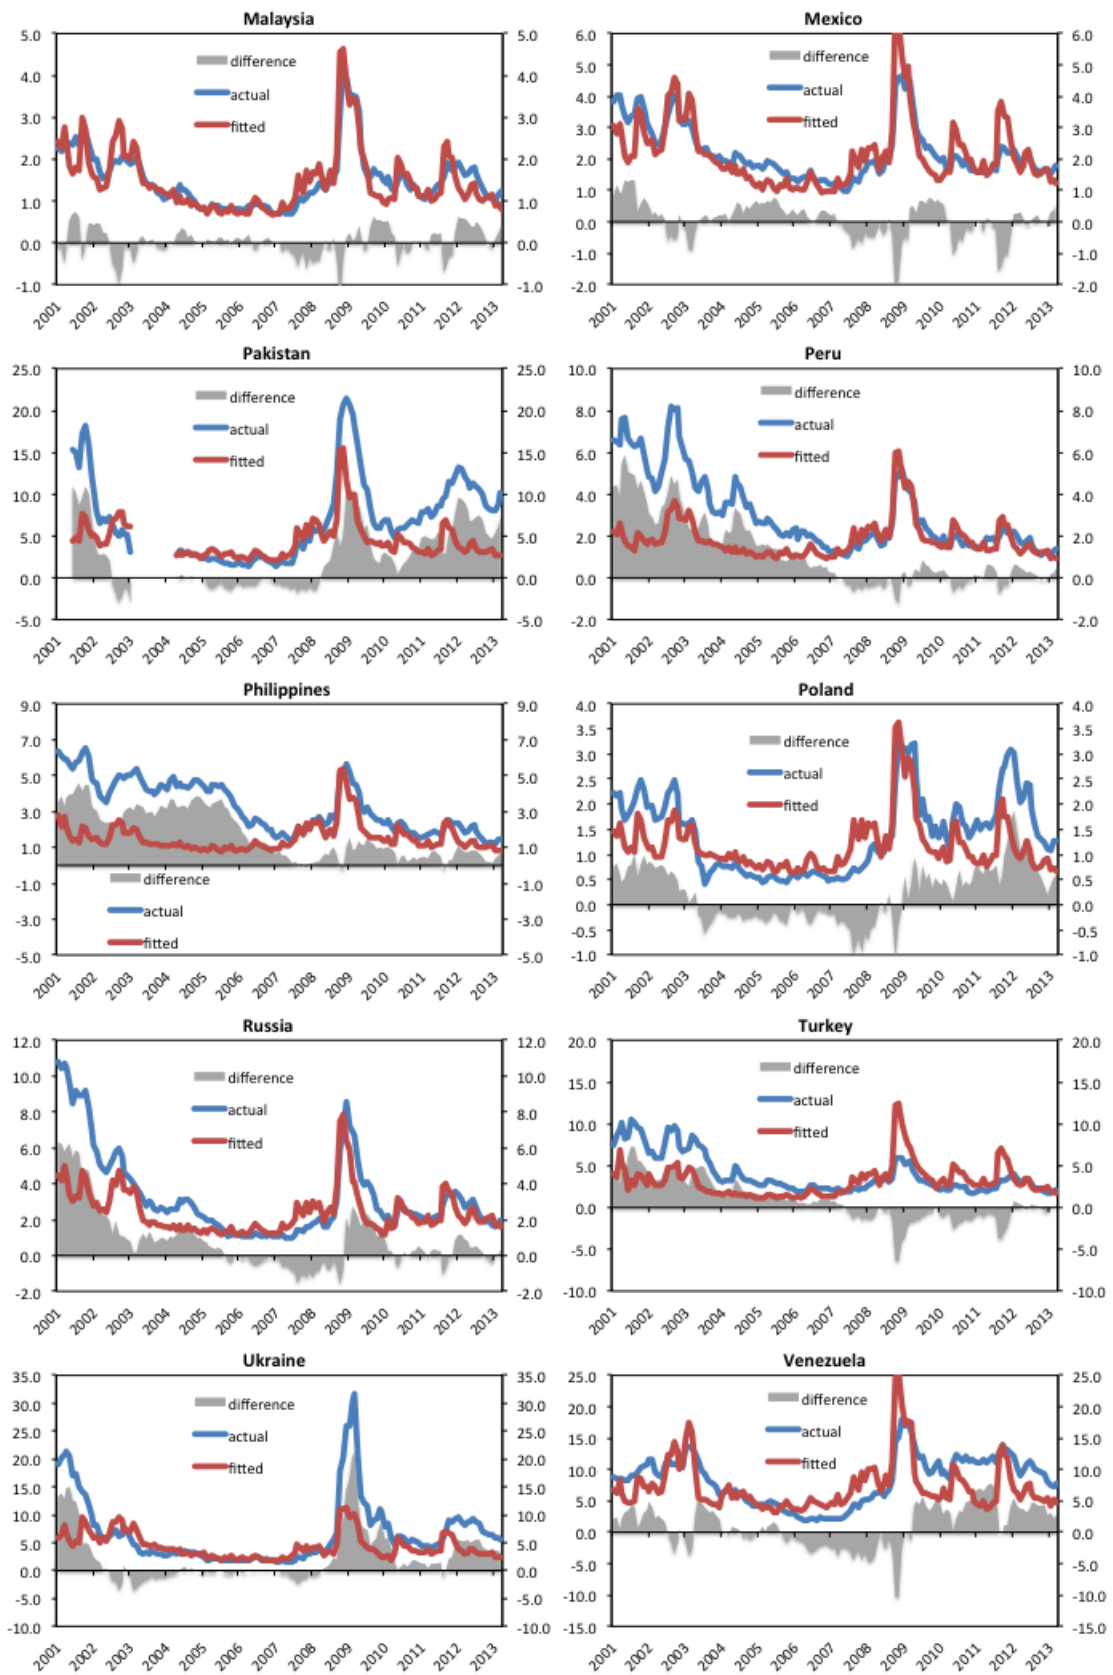 Malaysia
5.0 4.0 3.0 2.0 1.0 0.0 -1.0
difference
actual
fitted
5.0 4.0 3.0 2.0 1.0 0.0 -1.0
2001 2002 2003 2004 2005 2006 2007 2008 2009 2010 2011 2012 2013
Mexico
6.0 5.0 4.0 3.0 2.0 1.0 0.0 -1.0 -2.0
difference
actual
fitted
6.0 5.0 4.0 3.0 2.0 1.0 0.0 -1.0 -2.0
2001 2002 2003 2004 2005 2006 2007 2008 2009 2010 2011 2012 2013
Pakistan
25.0 20.0 15.0 10.0 5.0 0.0 -5.0
difference
actual
fitted
25.0 20.0 15.0 10.0 5.0 0.0 -5.0
2001 2002 2003 2004 2005 2006 2007 2008 2009 2010 2011 2012 2013
Peru
10.0 8.0 6.0 4.0 2.0 0.0 -2.0
difference
actual
fitted
10.0 8.0 6.0 4.0 2.0 0.0 -2.0
2001 2002 2003 2004 2005 2006 2007 2008 2009 2010 2011 2012 2013
Philippines
9.0 7.0 5.0 3.0 1.0 -1.0 -3.0 -5.0
difference
actual
fitted
9.0 7.0 5.0 3.0 1.0 -1.0 -3.0 -5.0
2001 2002 2003 2004 2005 2006 2007 2008 2009 2010 2011 2012 2013
Poland
4.0 3.5 3.0 2.5 2.0 1.5 1.0 0.5 0.0 -0.5 -1.0
difference
actual
fitted
4.0 3.5 3.0 2.5 2.0 1.5 1.0 0.5 0.0 -0.5 -1.0
2001 2002 2003 2004 2005 2006 2007 2008 2009 2010 2011 2012 2013
Russia
12.0 10.0 8.0 6.0 4.0 2.0 0.0 -2.0
difference
actual
fitted
12.0 10.0 8.0 6.0 4.0 2.0 0.0 -2.0
2001 2002 2003 2004 2005 2006 2007 2008 2009 2010 2011 2012 2013
Turkey
20.0 15.0 10.0 5.0 0.0 -5.0 -10.0
difference
actual
fitted
20.0 15.0 10.0 5.0 0.0 -5.0 -10.0
2001 2002 2003 2004 2005 2006 2007 2008 2009 2010 2011 2012 2013
Ukraine
35.0 30.0 25.0 20.0 15.0 10.0 5.0 0.0 -5.0 -10.0
difference
actual
fitted
35.0 30.0 25.0 20.0 15.0 10.0 5.0 0.0 -5.0 -10.0
2001 2002 2003 2004 2005 2006 2007 2008 2009 2010 2011 2012 2013
Venezuela
25.0 20.0 15.0 10.0 5.0 0.0 -5.0 -10.0 -15.0
difference
actual
fitted
25.0 20.0 15.0 10.0 5.0 0.0 -5.0 -10.0 -15.0
2001 2002 2003 2004 2005 2006 2007 2008 2009 2010 2011 2012 2013